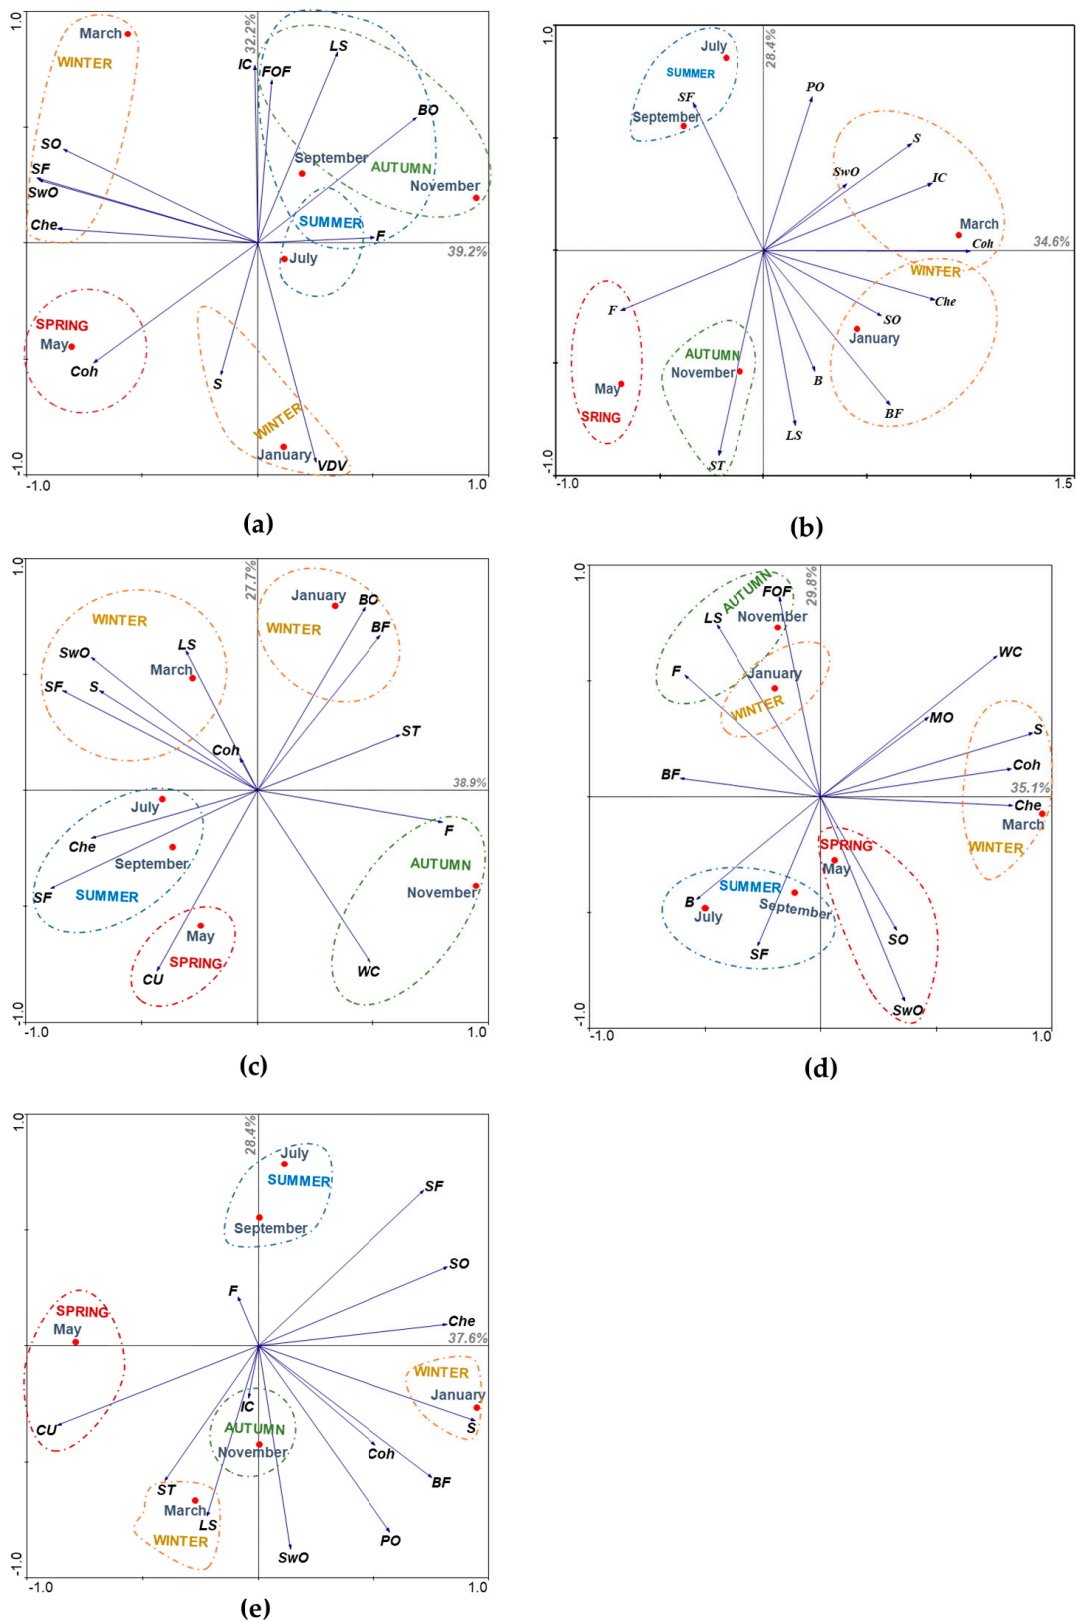 1.0
32.2%
March
WINTER
IC
FOF
LS
BO
SO
SF
SwO
Che
September
AUTUMN
November
SUMMER
F
39.2%
July
SPRING
May
Coh
S
WINTER
January
VDV
-1.0
-1.0
1.0
(a)
1.0
28.4%
July
SUMMER
SF
September
PO
S
SwO
IC
March
Coh
34.6%
WINTER
Che
F
SO
January
AUTUMN
November
May
B
BF
SRING
LS
ST
-1.0
-1.0
1.5
(b)
1.0
27.7%
January
BO
WINTER
WINTER
BF
SwO
LS
March
SF
S
ST
Coh
38.9%
July
F
Che
September
AUTUMN
SF
SUMMER
November
May
SPRING
CU
WC
-1.0
-1.0
1.0
(c)
1.0
29.8%
AUTUMN
FOF
LS
November
WC
F
January
WINTER
MO
S
BF
Coh
35.1%
Che
March
SPRING
WINTER
May
SUMMER
B
September
July
SF
SO
SwO
-1.0
1.0
(d)
1.0
28.4%
July
SUMMER
SF
September
SO
F
SPRING
May
Che
37.6%
WINTER
January
IC
CU
AUTUMN
S
November
Coh
ST
BF
March
LS
WINTER
PO
SwO
-1.0
-1.0
1.0
(e)